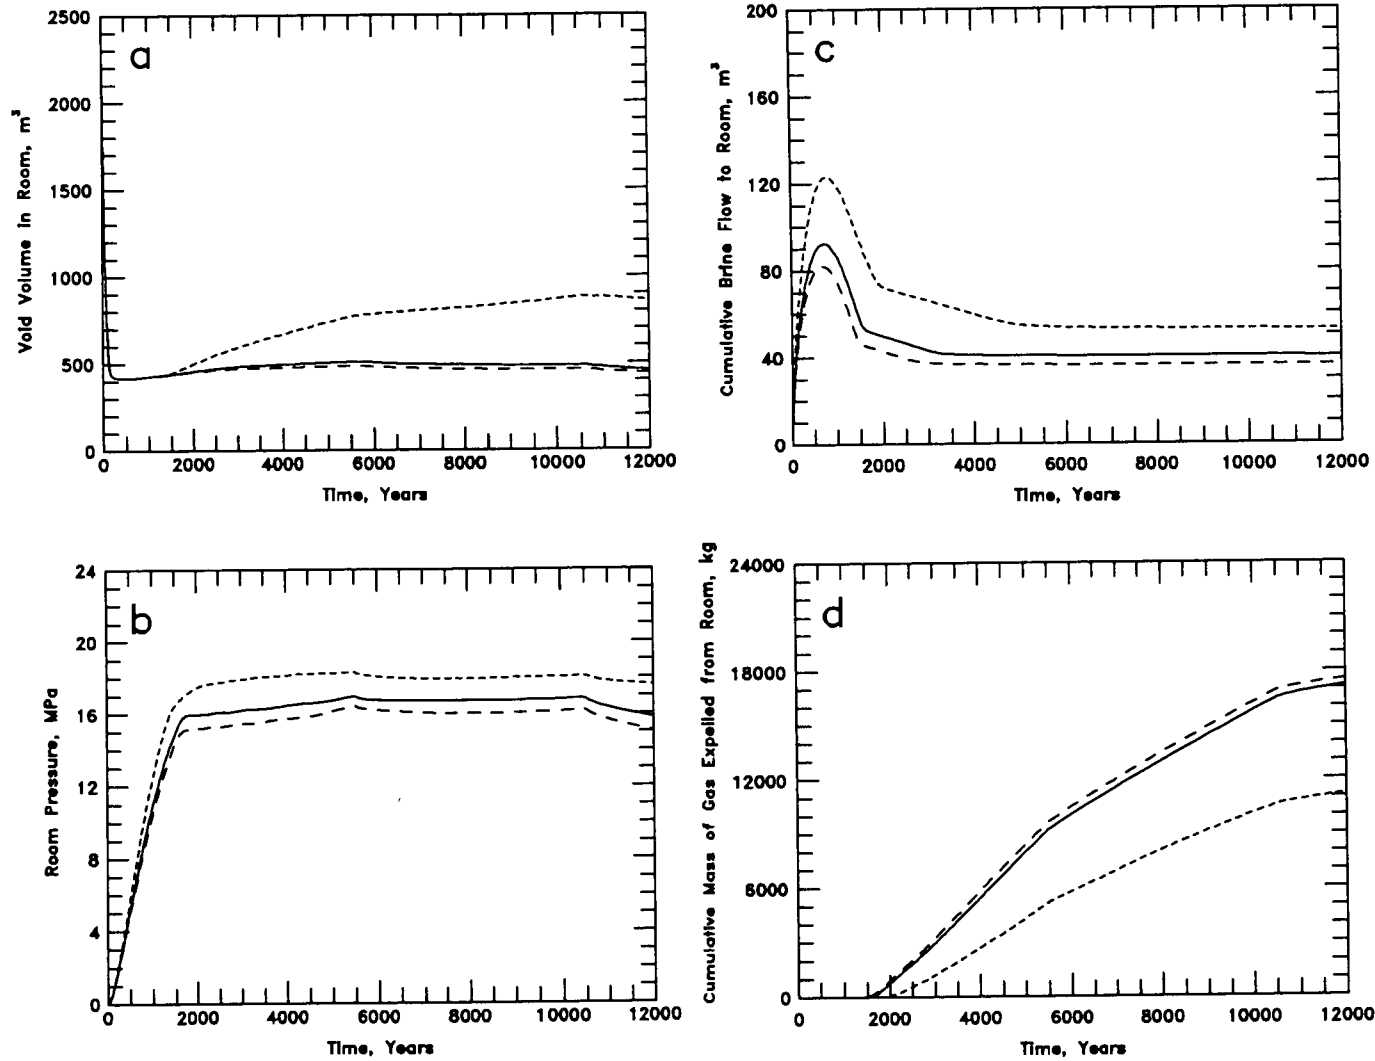 a
Void Volume in Room, m³
2500
2000
1500
1000
500
0
0 2000 4000 6000 8000 10000 12000
Time, Years
c
Cumulative Brine Flow to Room, m³
200
160
120
80
40
0
0 2000 4000 6000 8000 10000 12000
Time, Years
b
Room Pressure, MPa
24
20
16
12
8
4
0
0 2000 4000 6000 8000 10000 12000
Time, Years
d
Cumulative Mass of Gas Expelled from Room, kg
24000
18000
12000
6000
0
0 2000 4000 6000 8000 10000 12000
Time, Years